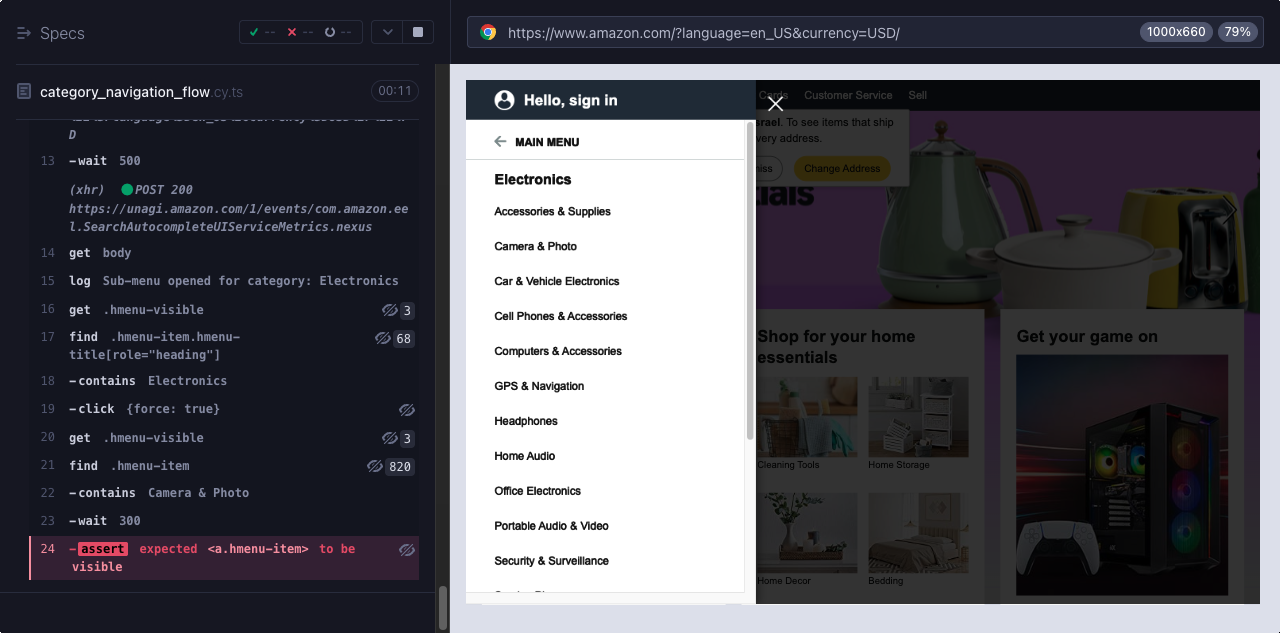 Specs
-- -- --
https://www.amazon.com/?language=en_US&currency=USD/
1000x660
79%
category_navigation_flow.cy.ts
00:11
D
13 -wait 500
(xhr) POST 200
https://unagi.amazon.com/1/events/com.amazon.ee
l.SearchAutocompleteUIServiceMetrics.nexus
14 get body
15 log Sub-menu opened for category: Electronics
16 get .hmenu-visible 3
17 find .hmenu-item.hmenu-
title[role="heading"] 68
18 -contains Electronics
19 -click {force: true}
20 get .hmenu-visible 3
21 find .hmenu-item 820
22 -contains Camera & Photo
23 -wait 300
24 -assert expected <a.hmenu-item> to be
visible
Hello, sign in
MAIN MENU
Electronics
Accessories & Supplies
Camera & Photo
Car & Vehicle Electronics
Cell Phones & Accessories
Computers & Accessories
GPS & Navigation
Headphones
Home Audio
Office Electronics
Portable Audio & Video
Security & Surveillance
Cards Customer Service Sell
srael. To see items that ship
very address.
niss Change Address
tials
Shop for your home
essentials
Cleaning Tools
Home Storage
Home Decor
Bedding
Get your game on